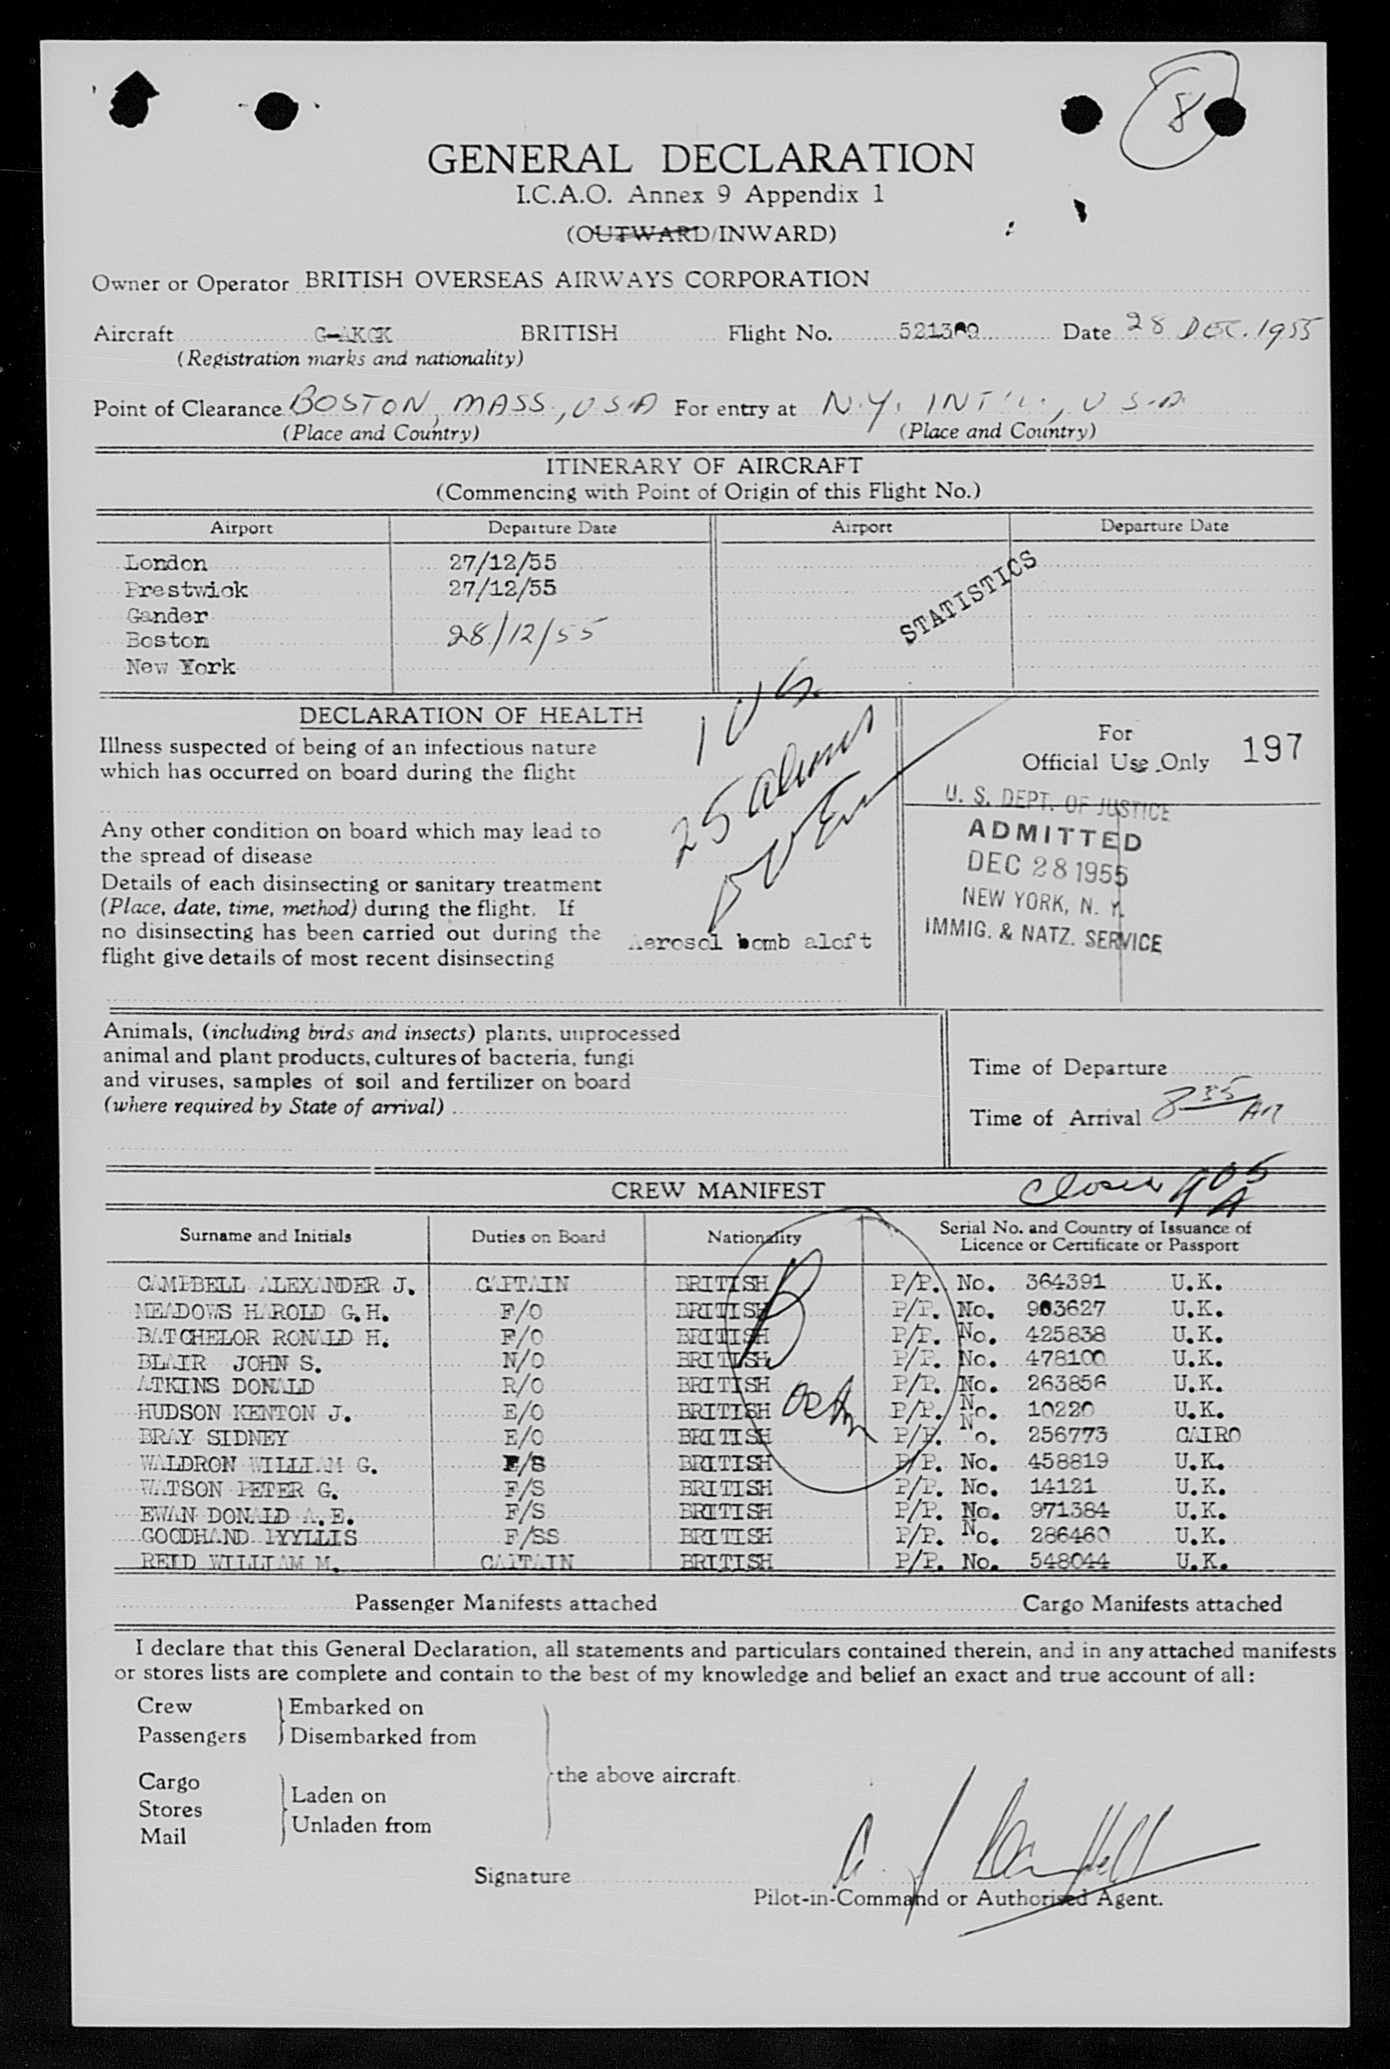 8
GENERAL DECLARATION
I.C.A.O. Annex 9 Appendix 1
(OUTWARD/INWARD)
Owner or Operator BRITISH OVERSEAS AIRWAYS CORPORATION
Aircraft G-AKGK BRITISH Flight No. Date 28 DEC. 1955
(Registration marks and nationality)
Point of Clearance BOSTON, MASS., U S A For entry at N.Y. INT'L., U S.A.
(Place and Country) (Place and Country)
ITINERARY OF AIRCRAFT
(Commencing with Point of Origin of this Flight No.)
Airport Departure Date Airport Departure Date
London 27/12/55
Prestwick 27/12/55
Gander
Boston 28/12/55
New York
STATISTICS
DECLARATION OF HEALTH
1 US.
25 aliens
Illness suspected of being of an infectious nature
which has occurred on board during the flight
Any other condition on board which may lead to
the spread of disease
Details of each disinsecting or sanitary treatment
(Place, date, time, method) during the flight. If
no disinsecting has been carried out during the
flight give details of most recent disinsecting
Aerosol bomb aloft
For
Official Use Only 197
U. S. DEPT. OF JUSTICE
ADMITTED
DEC 28 1955
NEW YORK, N. Y.
IMMIG. & NATZ. SERVICE
Animals, (including birds and insects) plants, unprocessed
animal and plant products, cultures of bacteria, fungi
and viruses, samples of soil and fertilizer on board
(where required by State of arrival)
Time of Departure
Time of Arrival 8 35 AM
CREW MANIFEST
Closed 905 A
Surname and Initials Duties on Board Nationality Serial No. and Country of Issuance of
Licence or Certificate or Passport
CAMPBELL ALEXANDER J. CAPTAIN BRITISH P/P. No. 364391 U.K.
MEADOWS HAROLD G.H. F/O BRITISH P/P. No. 903627 U.K.
BATCHELOR RONALD H. F/O BRITISH P/P. No. 425838 U.K.
BLAIR JOHN S. N/O BRITISH P/P. No. 478100 U.K.
ATKINS DONALD R/O BRITISH P/P. No. 263856 U.K.
HUDSON KENTON J. E/O BRITISH P/P. No. 10220 U.K.
BRAY SIDNEY E/O BRITISH P/P. No. 256773 CAIRO
WALDRON WILLIAM G. F/S BRITISH P/P. No. 458819 U.K.
WATSON PETER G. F/S BRITISH P/P. No. 14121 U.K.
EWAN DONALD A.E. F/S BRITISH P/P. No. 971384 U.K.
GOODHAND PYYLLIS F/SS BRITISH P/P. No. 286460 U.K.
REID WILLIAM M. CAPTAIN BRITISH P/P. No. 548044 U.K.
Passenger Manifests attached Cargo Manifests attached
I declare that this General Declaration, all statements and particulars contained therein, and in any attached manifests
or stores lists are complete and contain to the best of my knowledge and belief an exact and true account of all:
Crew Embarked on
Passengers Disembarked from
the above aircraft.
Cargo Laden on
Stores
Mail Unladen from
Signature A. J. Campbell
Pilot-in-Command or Authorised Agent.